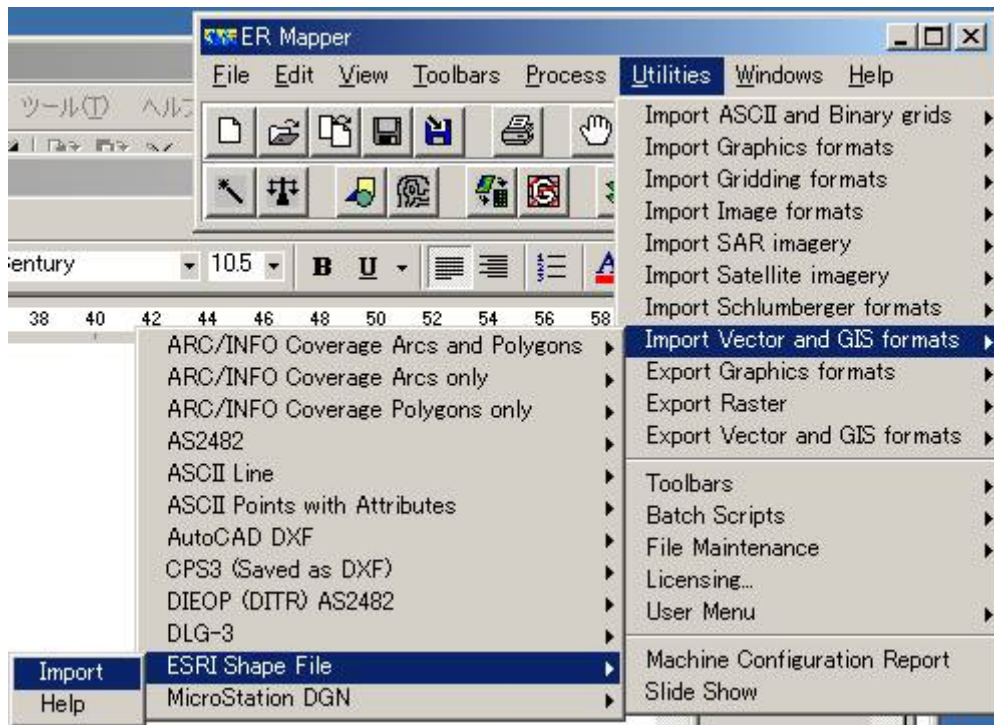 ER Mapper
File Edit View Toolbars Process Utilities Windows Help
ツール(T)
Import ASCII and Binary grids
Import Graphics formats
Import Gridding formats
Import Image formats
Import SAR imagery
Import Satellite imagery
Import Schlumberger formats
Import Vector and GIS formats
Export Graphics formats
Export Raster
Export Vector and GIS formats
Toolbars
Batch Scripts
File Maintenance
Licensing...
User Menu
Machine Configuration Report
Slide Show
entury 10.5 B U A
38 40 42 44 46 48 50 52 54 56 58
ARC/INFO Coverage Arcs and Polygons
ARC/INFO Coverage Arcs only
ARC/INFO Coverage Polygons only
AS2482
ASCII Line
ASCII Points with Attributes
AutoCAD DXF
CPS3 (Saved as DXF)
DIEOP (DITR) AS2482
DLG-3
ESRI Shape File
MicroStation DGN
Import
Help